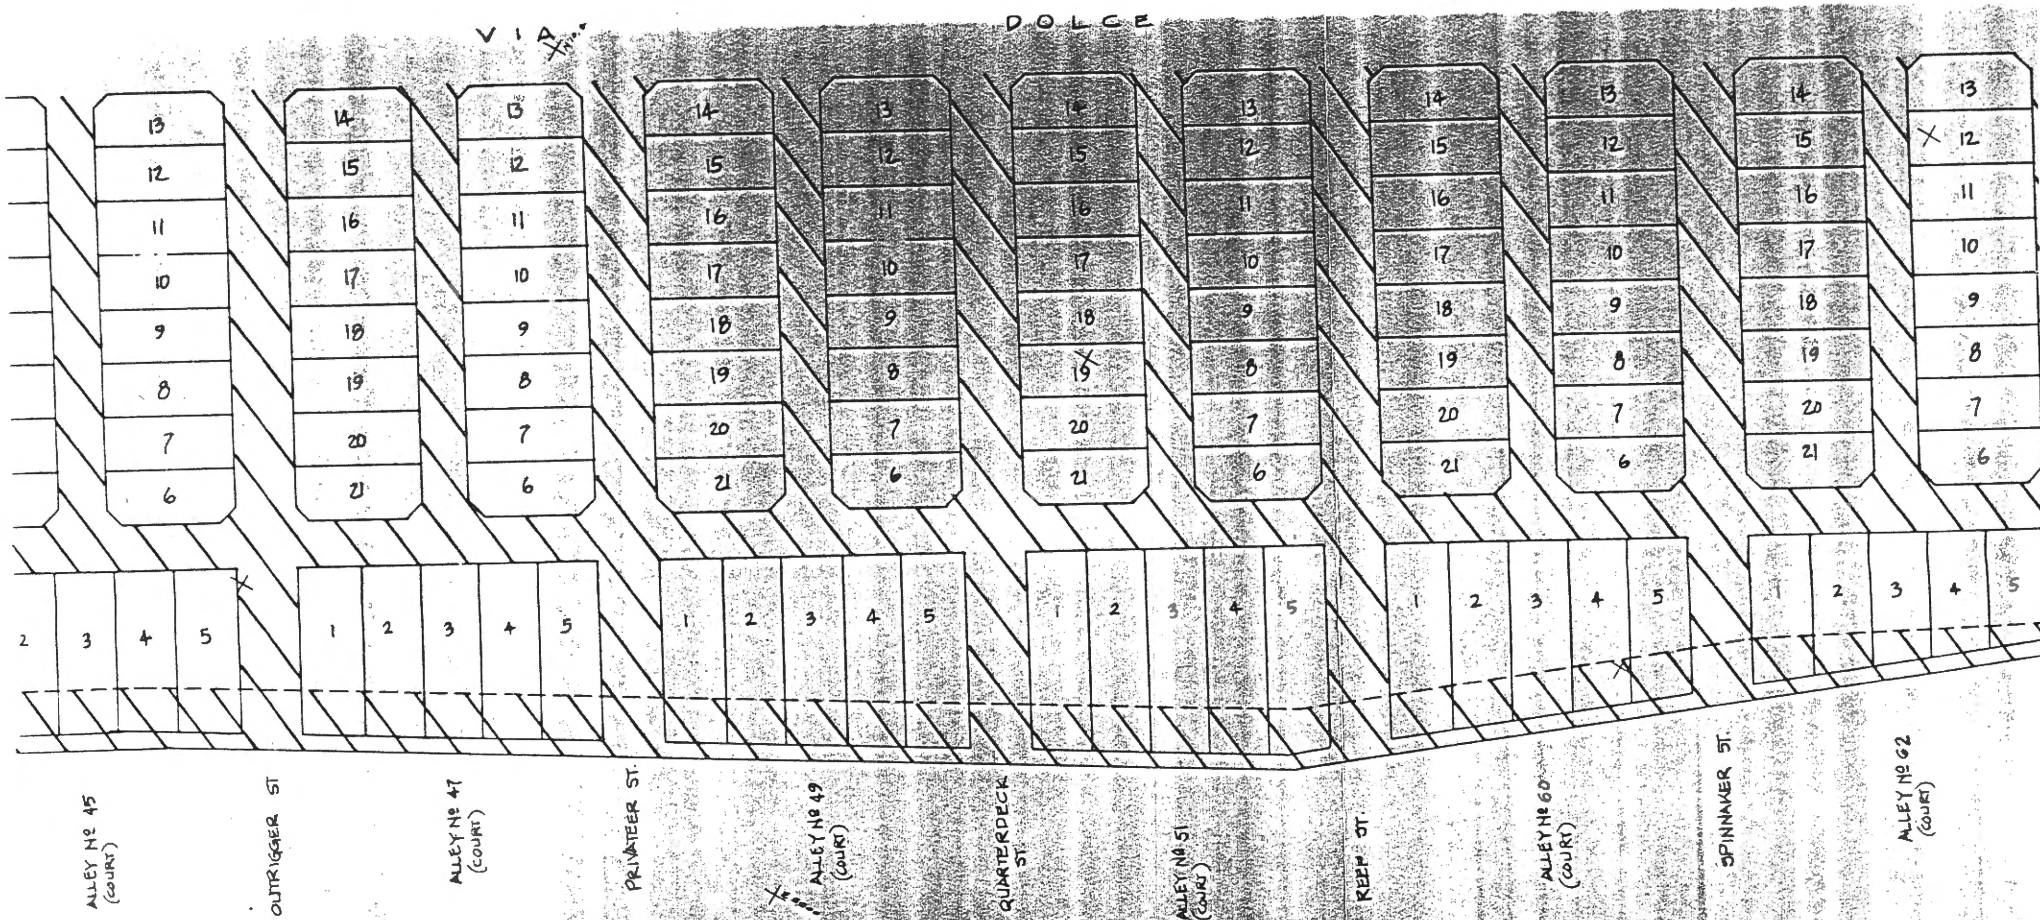 VIA DOLCE
13 14 13 14 13 14 13 14 13 14 13
12 15 12 15 12 15 12 15 12 15 12
11 16 11 16 11 16 11 16 11 16 11
10 17 10 17 10 17 10 17 10 17 10
9 18 9 18 9 18 9 18 9 18 9
8 19 8 19 8 19 8 19 8 19 8
7 20 7 20 7 20 7 20 7 20 7
6 21 6 21 6 21 6 21 6 21 6
2 3 4 5 1 2 3 4 5 1 2 3 4 5 1 2 3 4 5 1 2 3 4 5 1 2 3 4 5
ALLEY Nº 45
(COURT)
OUTRIGGER ST
ALLEY Nº 47
(COURT)
PRIVATEER ST.
ALLEY Nº 49
(COURT)
QUARTERDECK
ST.
ALLEY Nº 51
(COURT)
REEF ST.
ALLEY Nº 60
(COURT)
SPINNAKER ST.
ALLEY Nº 62
(COURT)